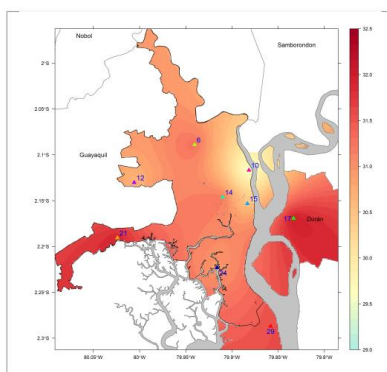 Nobol
Samborondon
Guayaquil
Durán
6
10
12
14
15
17
21
4
29
2°S
2.05°S
2.1°S
2.15°S
2.2°S
2.25°S
2.3°S
80.05°W
80°W
79.95°W
79.9°W
79.85°W
79.8°W
32.5
32.0
31.5
31.0
30.5
30.0
29.5
29.0